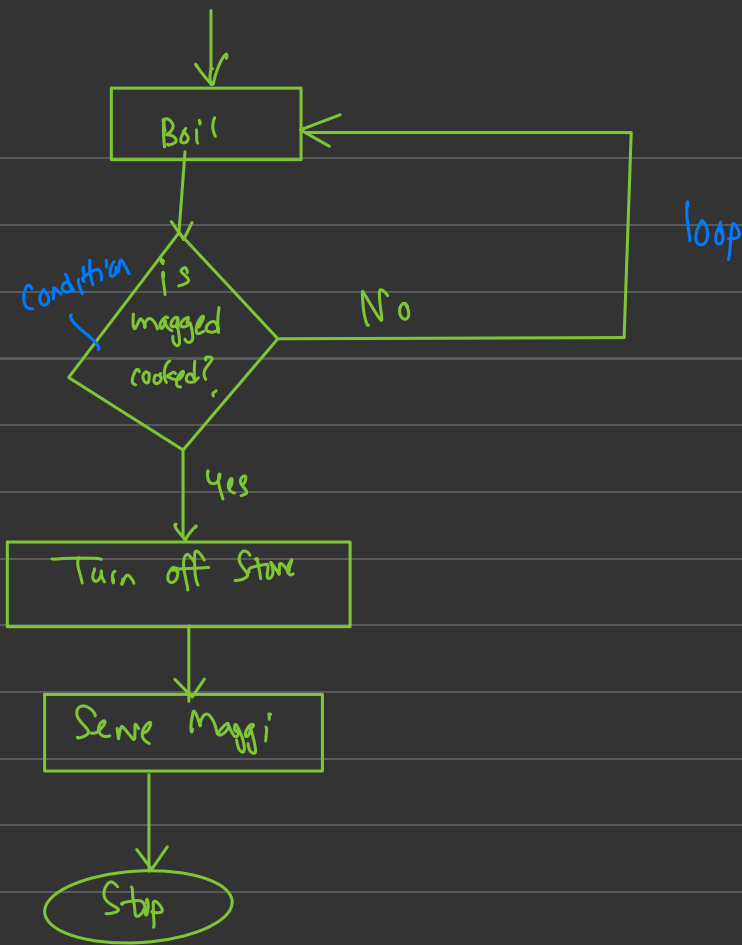 Boil
loop
Condition
is
magged
cooked?
No
Yes
Turn off Stove
Serve Maggi
Stop